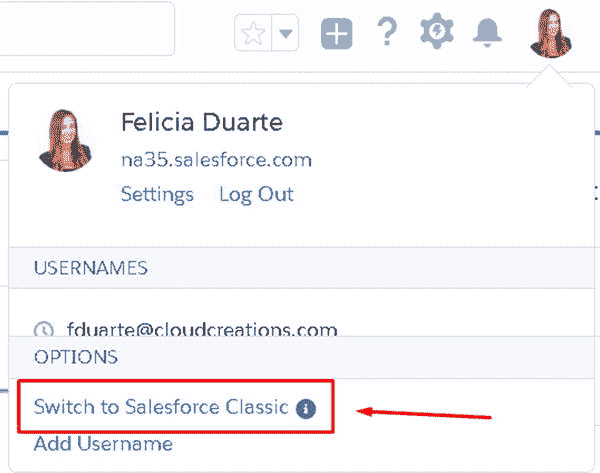 Felicia Duarte
na35.salesforce.com
Settings Log Out
USERNAMES
fduarte@cloudcreations.com
OPTIONS
Switch to Salesforce Classic
Add Username